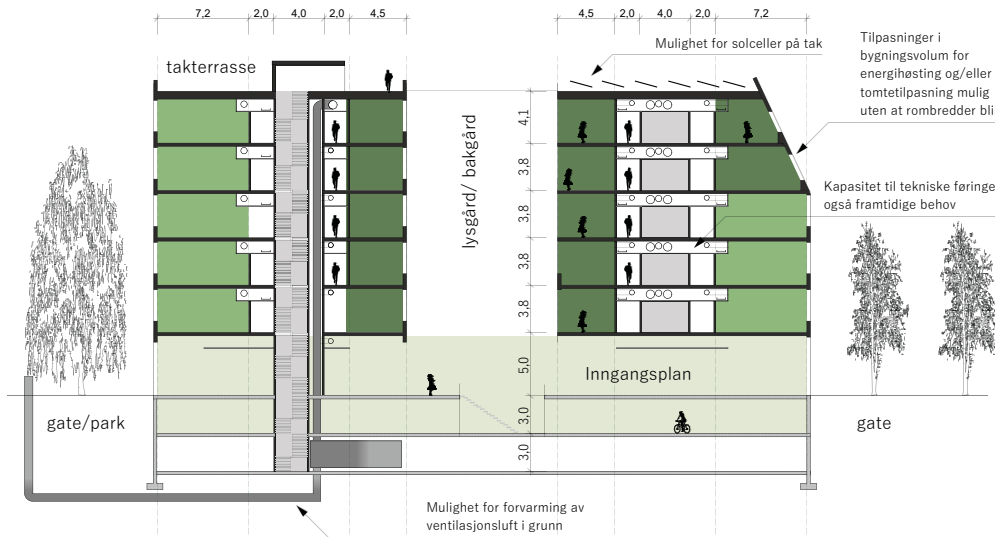 7,2 2,0 4,0 2,0 4,5
4,5 2,0 4,0 2,0 7,2
Mulighet for solceller på tak
Tilpasninger i
bygningsvolum for
energihøsting og/eller
tomtetilpasning mulig
uten at rombredder bli
takterrasse
lysgård/ bakgård
4,1
3,8
3,8
3,8
3,8
5,0
3,0
3,0
Kapasitet til tekniske føringe
også framtidige behov
Inngangsplan
gate/park
gate
Mulighet for forvarming av
ventilasjonsluft i grunn